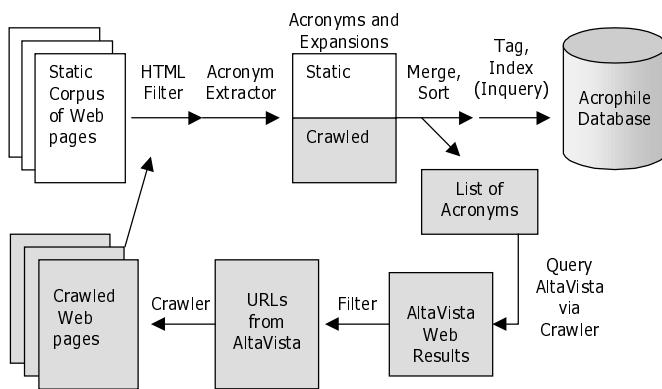 Static
Corpus
of Web
pages
HTML
Filter
Acronym
Extractor
Acronyms and
Expansions
Static
Crawled
Merge,
Sort
Tag,
Index
(Inquery)
Acrophile
Database
List of
Acronyms
Query
AltaVista
via
Crawler
AltaVista
Web
Results
Filter
URLs
from
AltaVista
Crawler
Crawled
Web
pages